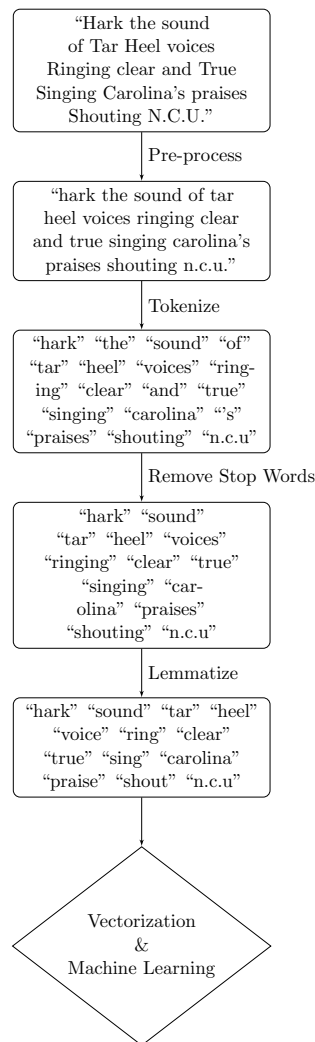 “Hark the sound
of Tar Heel voices
Ringing clear and True
Singing Carolina's praises
Shouting N.C.U.”
Pre-process
“hark the sound of tar
heel voices ringing clear
and true singing carolina's
praises shouting n.c.u.”
Tokenize
“hark” “the” “sound” “of”
“tar” “heel” “voices” “ring-
ing” “clear” “and” “true”
“singing” “carolina” “'s”
“praises” “shouting” “n.c.u”
Remove Stop Words
“hark” “sound”
“tar” “heel” “voices”
“ringing” “clear” “true”
“singing” “car-
olina” “praises”
“shouting” “n.c.u”
Lemmatize
“hark” “sound” “tar” “heel”
“voice” “ring” “clear”
“true” “sing” “carolina”
“praise” “shout” “n.c.u”
Vectorization
&
Machine Learning